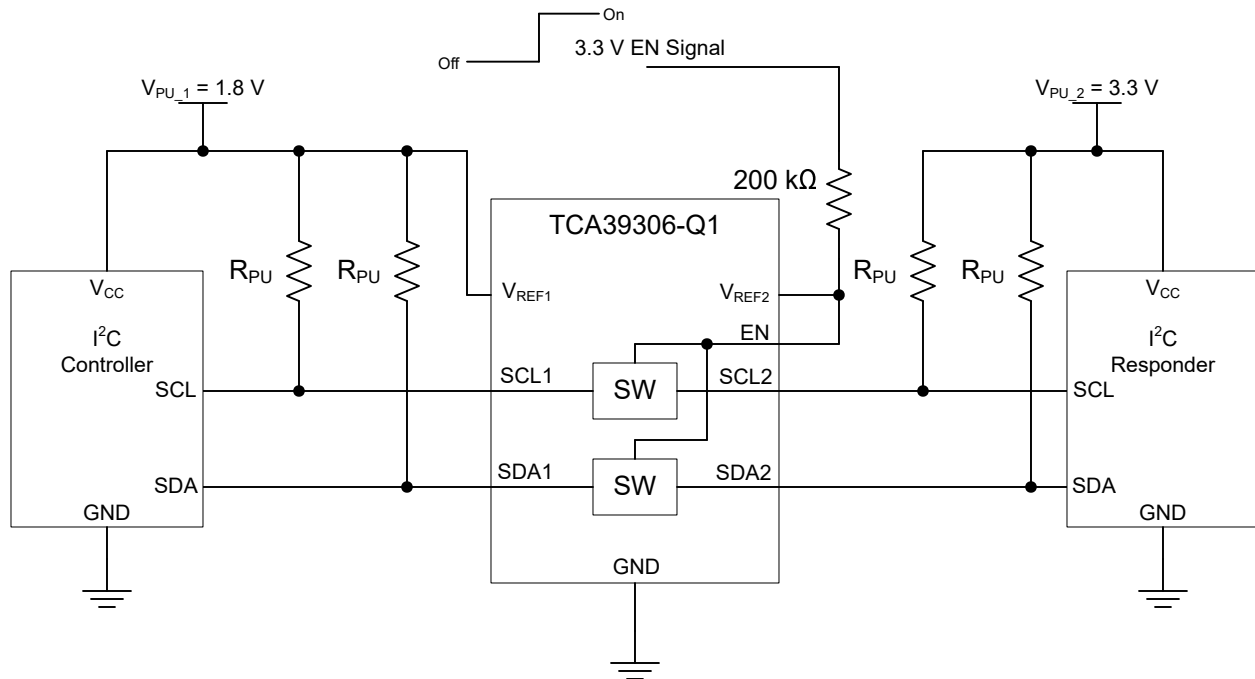 On
3.3 V EN Signal
Off
V_PU_1 = 1.8 V
V_PU_2 = 3.3 V
200 kΩ
TCA39306-Q1
R_PU
R_PU
R_PU
R_PU
V_CC
V_REF1
V_REF2
V_CC
I²C
Controller
EN
I²C
Responder
SCL
SCL1
SW
SCL2
SCL
SDA
SDA1
SW
SDA2
SDA
GND
GND
GND